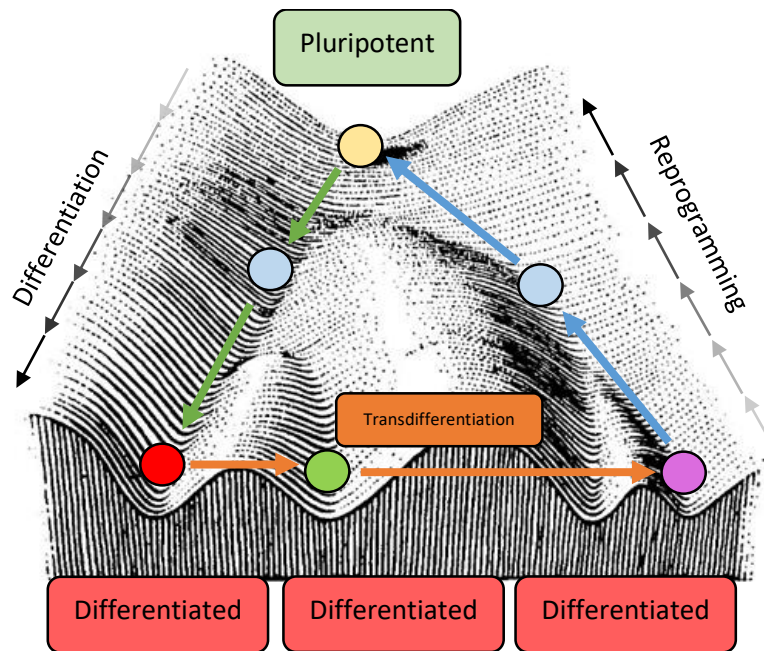 Pluripotent
Differentiation
Reprogramming
Transdifferentiation
Differentiated
Differentiated
Differentiated